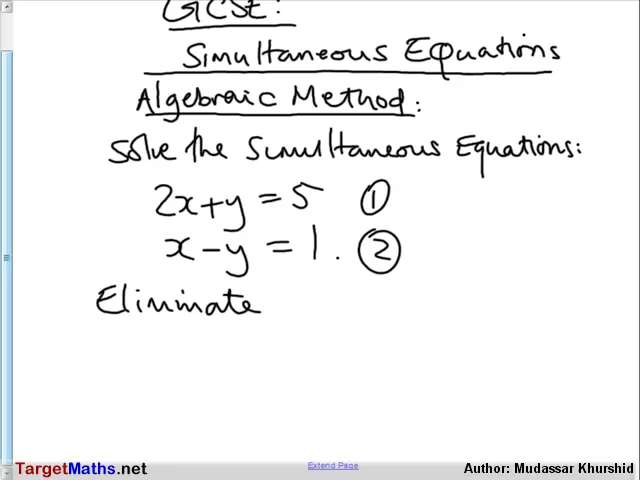 GCSE:
Simultaneous Equations
Algebraic Method:
Solve the Simultaneous Equations:
2x+y=5 ①
x-y=1. ②
Eliminate
Extend Page
TargetMaths.net
Author: Mudassar Khurshid